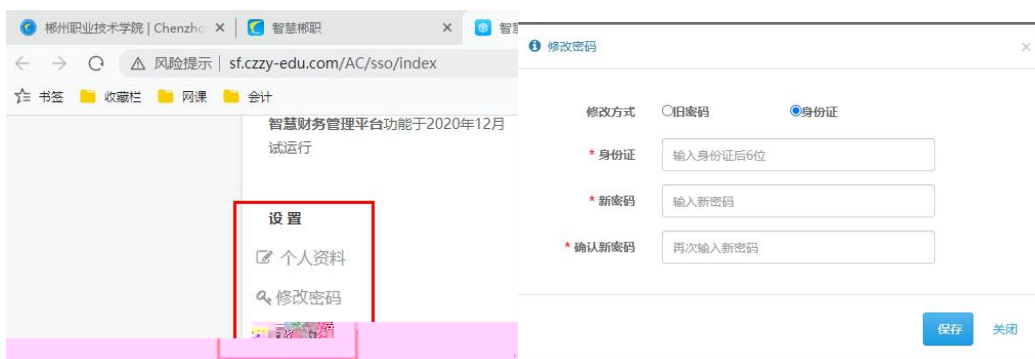 郴州职业技术学院 | Chenzho
智慧郴职
智慧
风险提示 | sf.czzy-edu.com/AC/sso/index
书签 收藏栏 网课 会计
智慧财务管理平台功能于2020年12月
试运行
设 置
个人资料
修改密码
修改密码
修改方式 旧密码 身份证
* 身份证 输入身份证后6位
* 新密码 输入新密码
* 确认新密码 再次输入新密码
保存 关闭